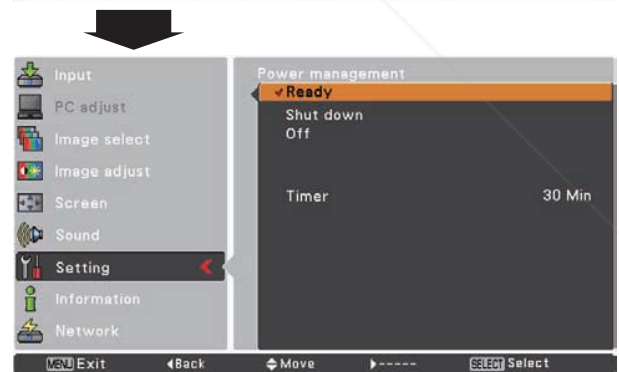 Input
PC adjust
Image select
Image adjust
Screen
Sound
Setting
Information
Network
Power management
✔Ready
Shut down
Off
Timer 30 Min
MENU Exit ◀Back ◆Move ▶----- SELECT Select